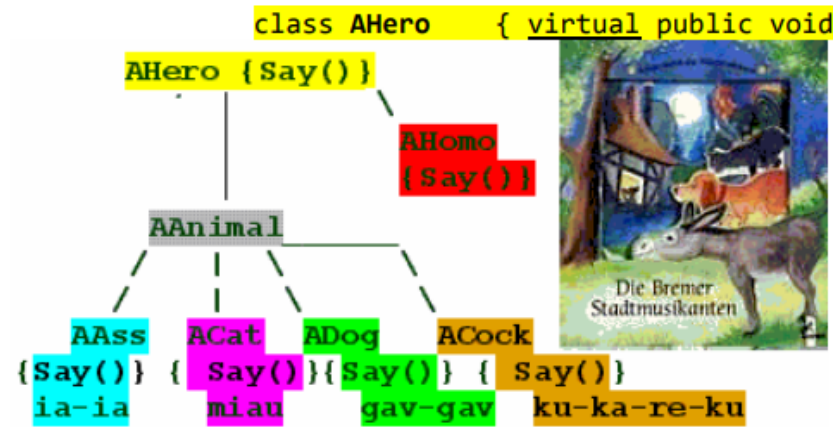 class AHero { virtual public void
AHero {Say()}
AHomo
{Say()}
AAnimal
AAss ACat ADog ACock
{Say()} { Say()}{Say()} { Say()}
ia-ia miau gav-gav ku-ka-re-ku
Die Bremer
Stadtmusikanten